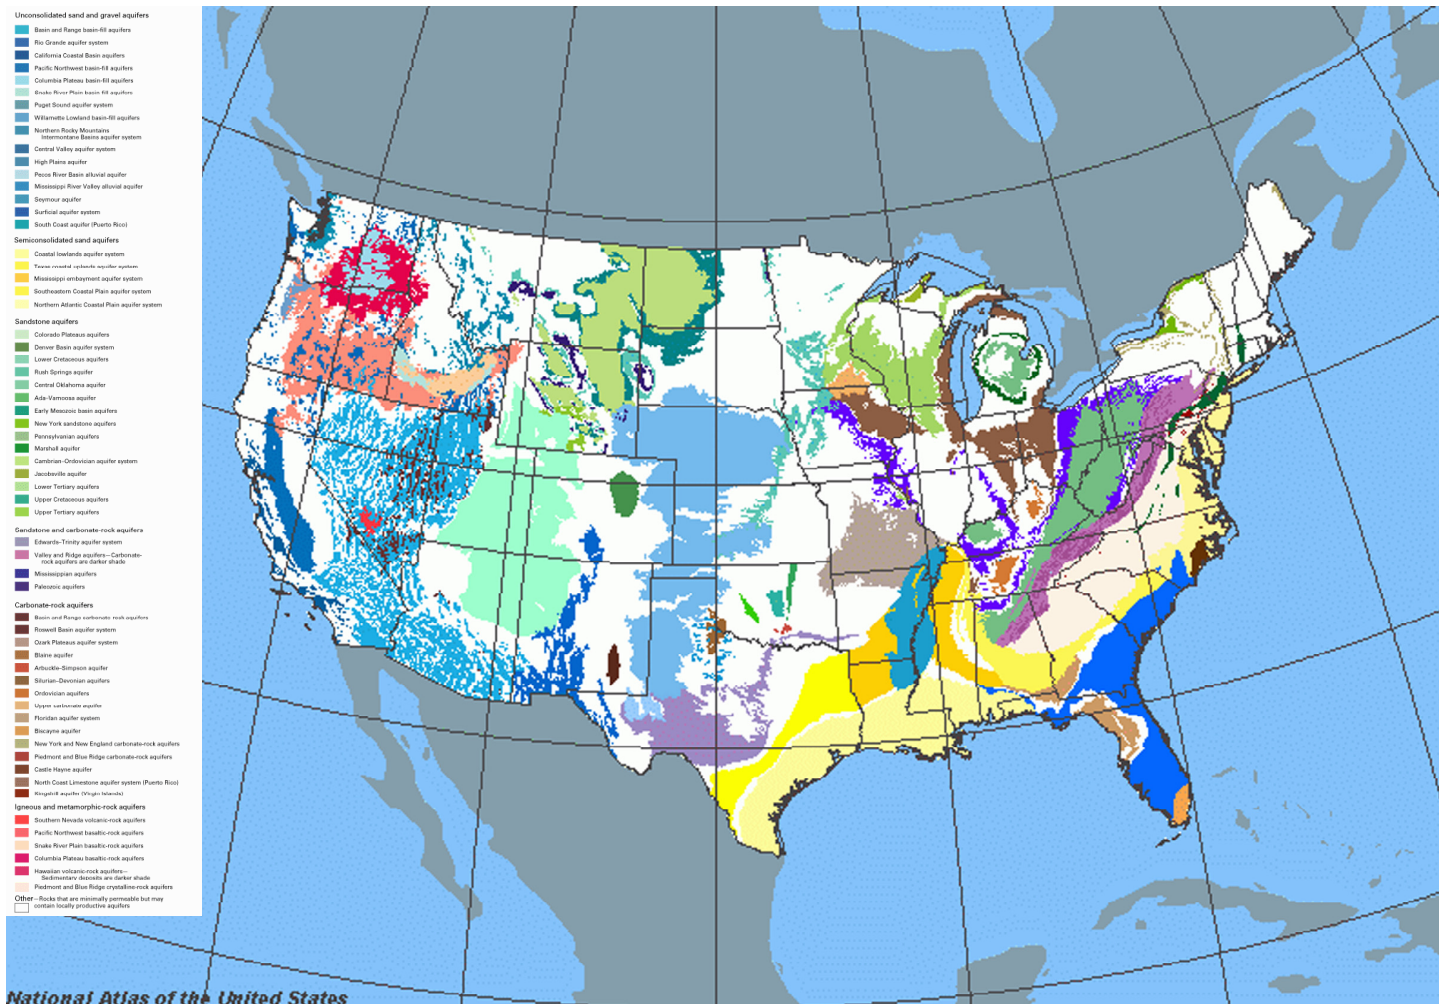 Unconsolidated sand and gravel aquifers
Basin and Range basin-fill aquifers
Rio Grande aquifer system
California Coastal Basin aquifers
Pacific Northwest basin-fill aquifers
Columbia Plateau basin-fill aquifers
Snake River Plain basin-fill aquifers
Puget Sound aquifer system
Willamette Lowland basin-fill aquifers
Northern Rocky Mountains
Intermontane Basins aquifer system
Central Valley aquifer system
High Plains aquifer
Pecos River Basin alluvial aquifer
Mississippi River Valley alluvial aquifer
Seymour aquifer
Surficial aquifer system
South Coast aquifer (Puerto Rico)
Semiconsolidated sand aquifers
Coastal lowlands aquifer system
Texas coastal uplands aquifer system
Mississippi embayment aquifer system
Southeastern Coastal Plain aquifer system
Northern Atlantic Coastal Plain aquifer system
Sandstone aquifers
Colorado Plateaus aquifers
Denver Basin aquifer system
Lower Cretaceous aquifers
Rush Springs aquifer
Central Oklahoma aquifer
Ada-Vamoosa aquifer
Early Mesozoic basin aquifers
New York sandstone aquifers
Pennsylvanian aquifers
Marshall aquifer
Cambrian-Ordovician aquifer system
Jacobsville aquifer
Lower Tertiary aquifers
Upper Cretaceous aquifers
Upper Tertiary aquifers
Sandstone and carbonate-rock aquifers
Edwards-Trinity aquifer system
Valley and Ridge aquifers—Carbonate-
rock aquifers are darker shade
Mississippian aquifers
Paleozoic aquifers
Carbonate-rock aquifers
Basin and Range carbonate-rock aquifers
Roswell Basin aquifer system
Ozark Plateaus aquifer system
Blaine aquifer
Arbuckle-Simpson aquifer
Silurian-Devonian aquifers
Ordovician aquifers
Upper carbonate aquifer
Floridan aquifer system
Biscayne aquifer
New York and New England carbonate-rock aquifers
Piedmont and Blue Ridge carbonate-rock aquifers
Castle Hayne aquifer
North Coast Limestone aquifer system (Puerto Rico)
Kingshill aquifer (Virgin Islands)
Igneous and metamorphic-rock aquifers
Southern Nevada volcanic-rock aquifers
Pacific Northwest basaltic-rock aquifers
Snake River Plain basaltic-rock aquifers
Columbia Plateau basaltic-rock aquifers
Hawaiian volcanic-rock aquifers—
Sedimentary deposits are darker shade
Piedmont and Blue Ridge crystalline-rock aquifers
Other—Rocks that are minimally permeable but may
contain locally productive aquifers
National Atlas of the United States